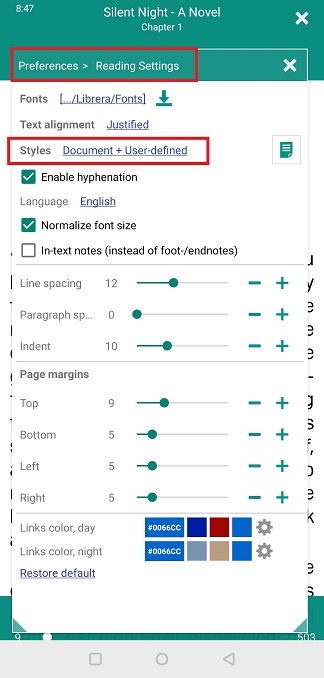 8:47
Silent Night - A Novel
Chapter 1
Preferences > Reading Settings
Fonts [.../Librera/Fonts]
Text alignment Justified
Styles Document + User-defined
Enable hyphenation
Language English
Normalize font size
In-text notes (instead of foot-/endnotes)
Line spacing 12
Paragraph sp... 0
Indent 10
Page margins
Top 9
Bottom 5
Left 5
Right 5
Links color, day #0066CC
Links color, night #0066CC
Restore default
9 503